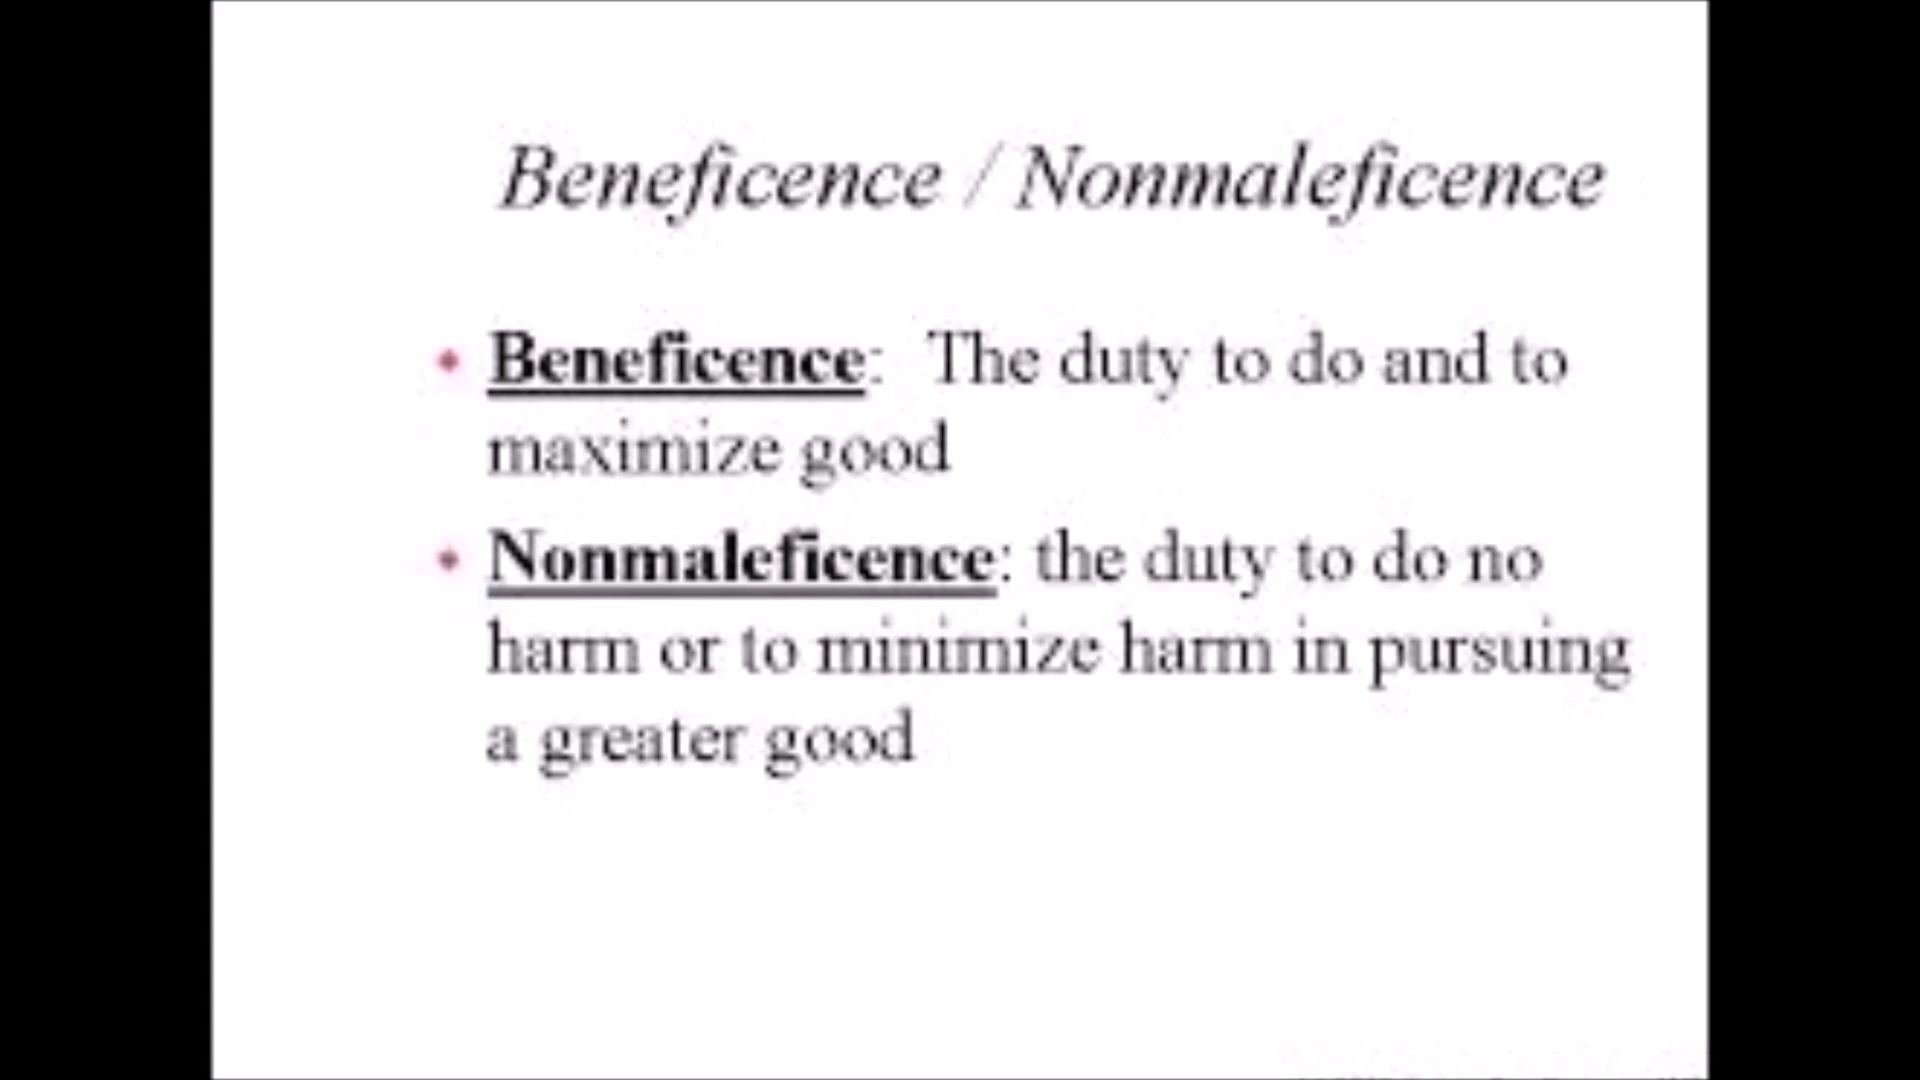 Beneficence / Nonmaleficence
• Beneficence: The duty to do and to
maximize good
• Nonmaleficence: the duty to do no
harm or to minimize harm in pursuing
a greater good